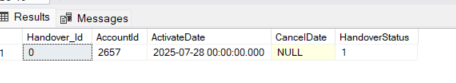 Results Messages
Handover_Id AccountId ActivateDate CancelDate HandoverStatus
1 0 2657 2025-07-28 00:00:00.000 NULL 1